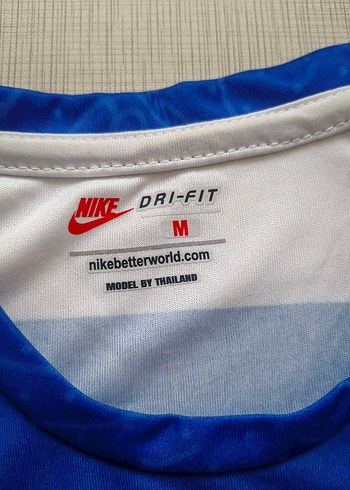 NIKE DRI-FIT
M
nikebetterworld.com
MODEL BY THAILAND